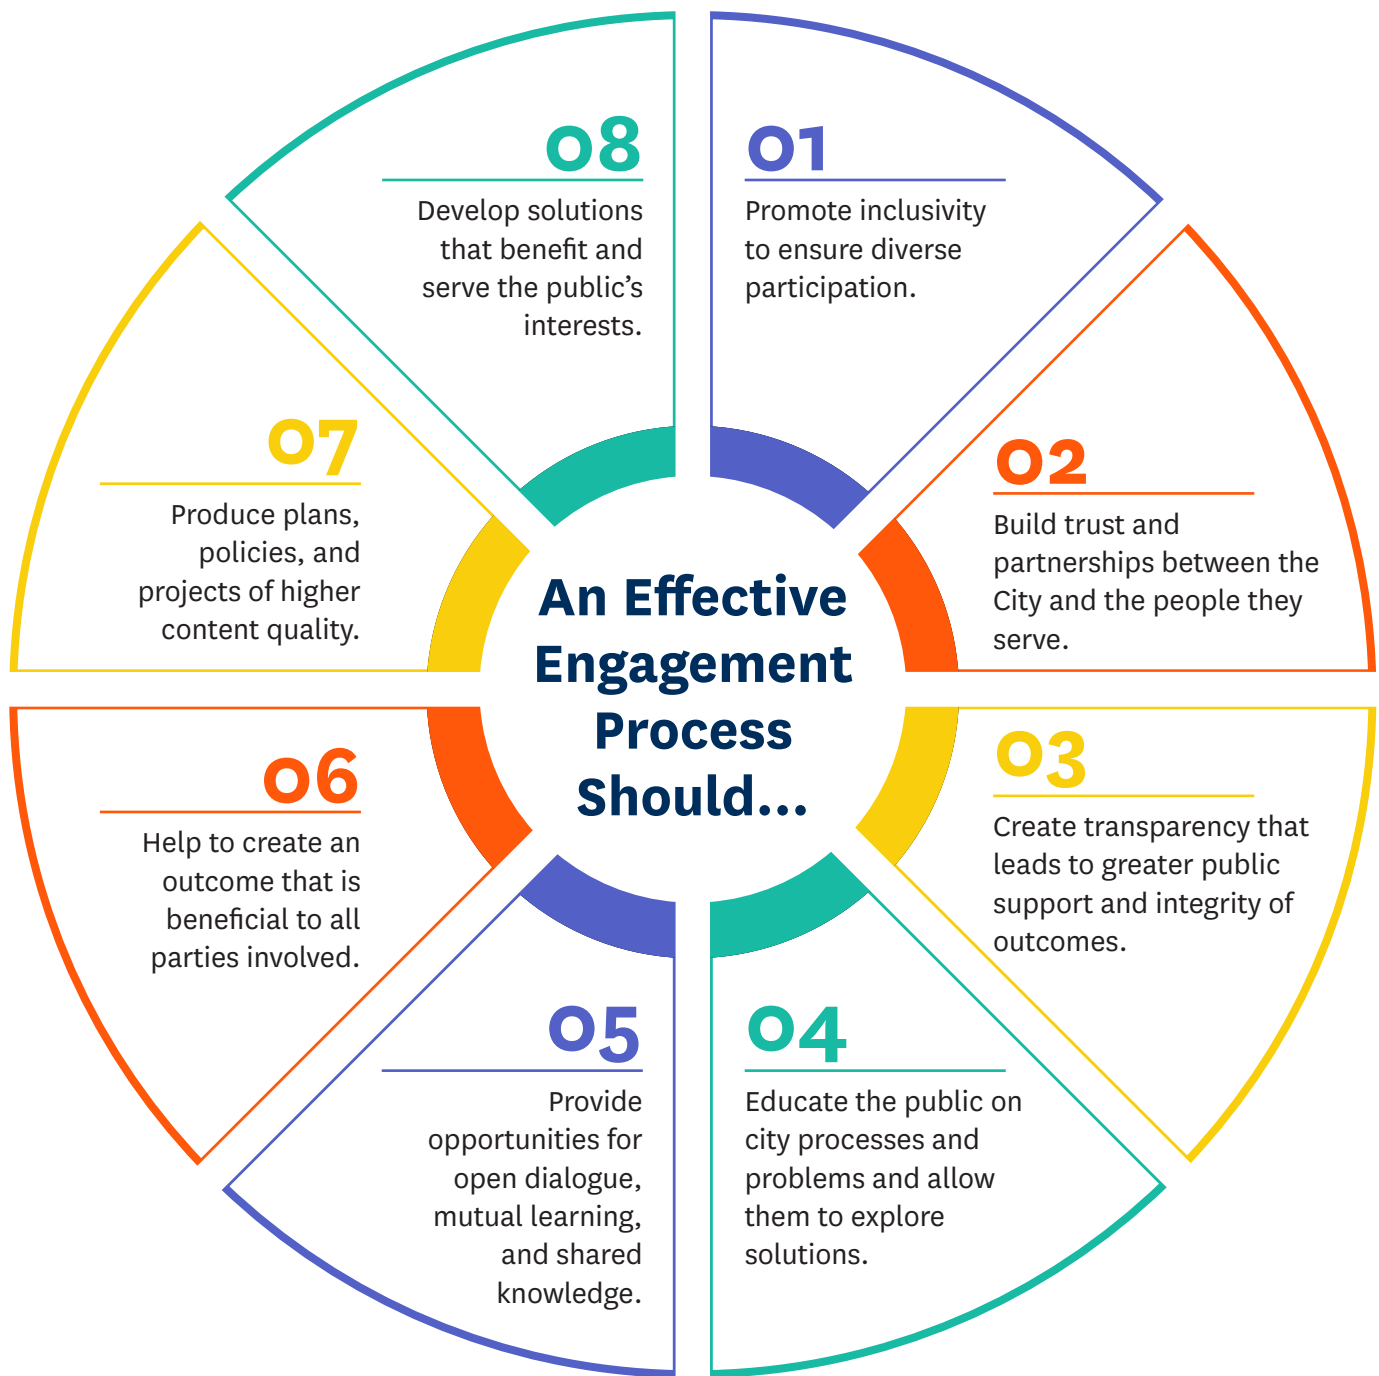 An Effective
Engagement
Process
Should...
01
Promote inclusivity
to ensure diverse
participation.
02
Build trust and
partnerships between the
City and the people they
serve.
03
Create transparency that
leads to greater public
support and integrity of
outcomes.
04
Educate the public on
city processes and
problems and allow
them to explore
solutions.
05
Provide
opportunities for
open dialogue,
mutual learning,
and shared
knowledge.
06
Help to create an
outcome that is
beneficial to all
parties involved.
07
Produce plans,
policies, and
projects of higher
content quality.
08
Develop solutions
that benefit and
serve the public’s
interests.